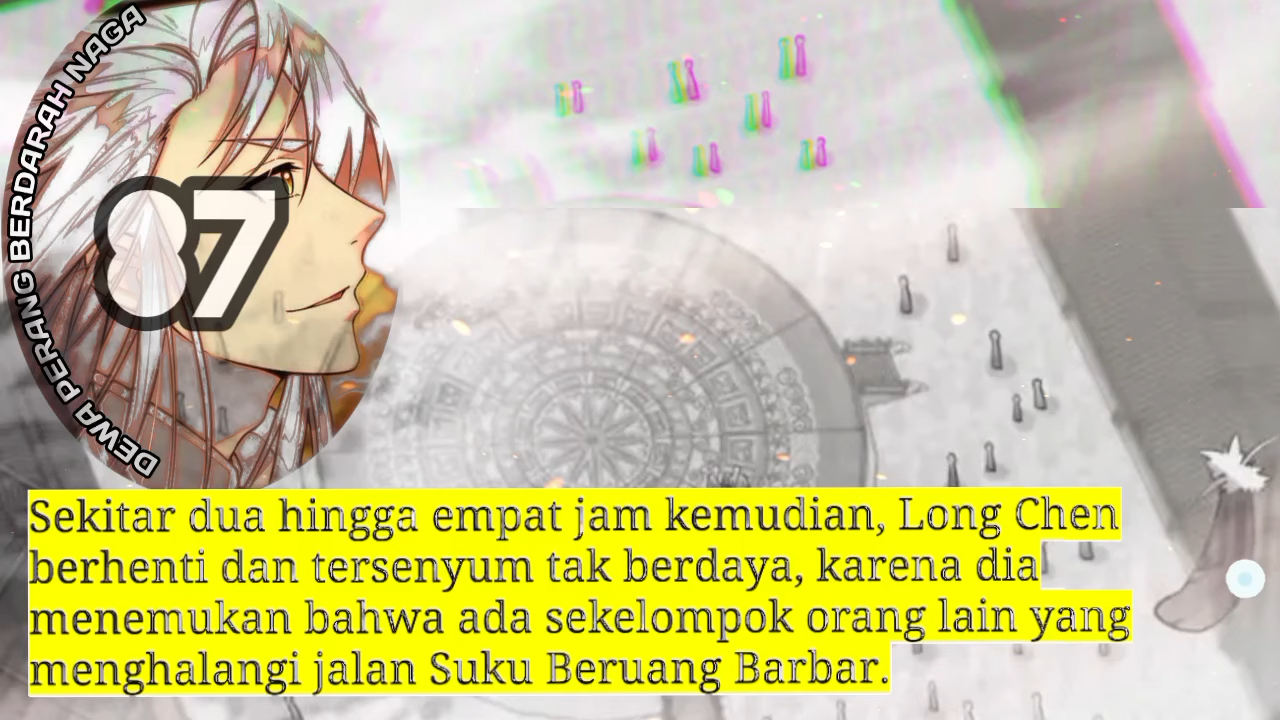 DEWA PERANG BERDARAH NAGA
87
Sekitar dua hingga empat jam kemudian, Long Chen
berhenti dan tersenyum tak berdaya, karena dia
menemukan bahwa ada sekelompok orang lain yang
menghalangi jalan Suku Beruang Barbar.